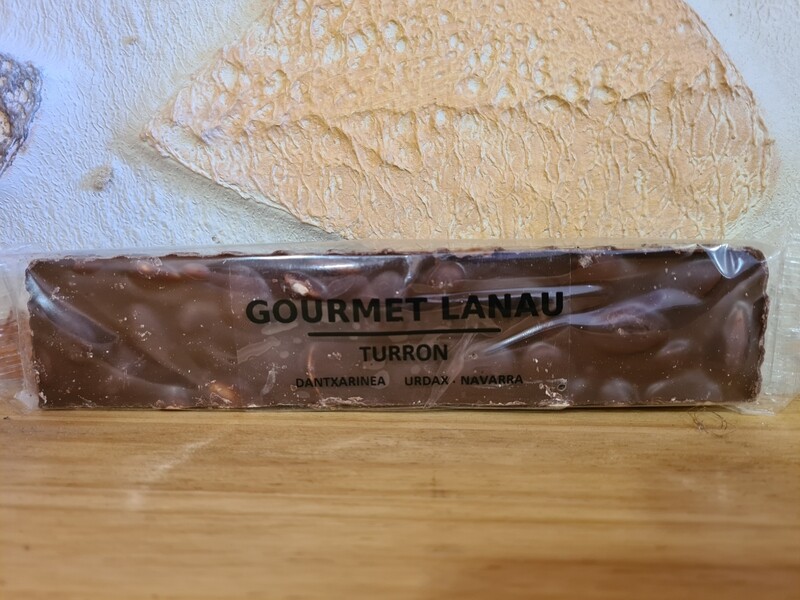 GOURMET LANAU
TURRON
DANTXARINEA URDAX - NAVARRA